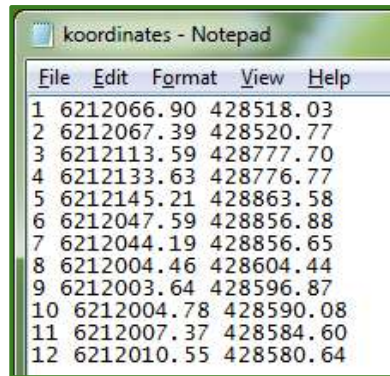 koordinates - Notepad
File Edit Format View Help
1 6212066.90 428518.03
2 6212067.39 428520.77
3 6212113.59 428777.70
4 6212133.63 428776.77
5 6212145.21 428863.58
6 6212047.59 428856.88
7 6212044.19 428856.65
8 6212004.46 428604.44
9 6212003.64 428596.87
10 6212004.78 428590.08
11 6212007.37 428584.60
12 6212010.55 428580.64